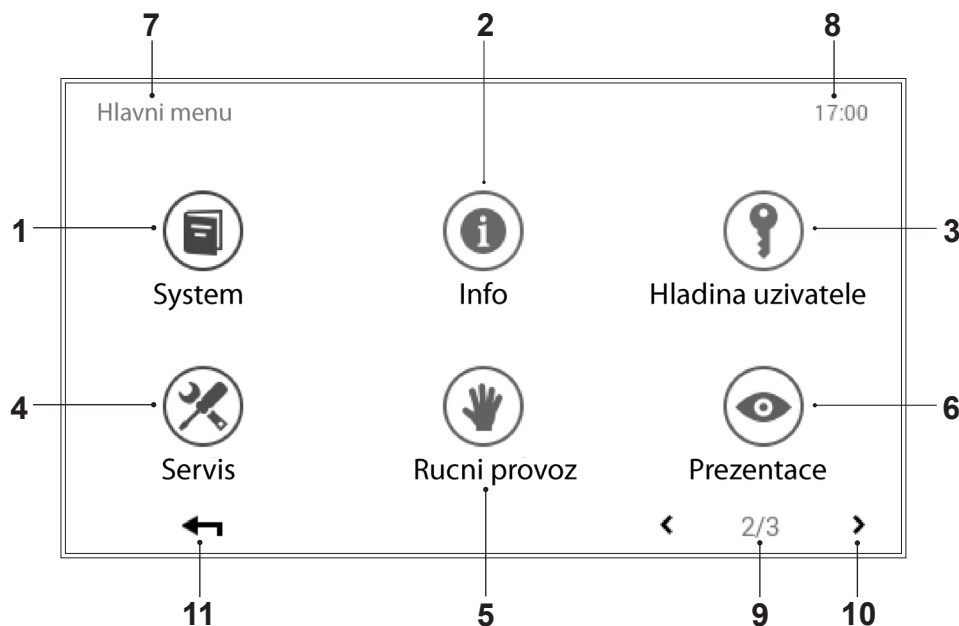 7 2 8
Hlavni menu 17:00
1 3
System Info Hladina uzivatele
4 6
Servis Rucni provoz Prezentace
2/3
11 5 9 10